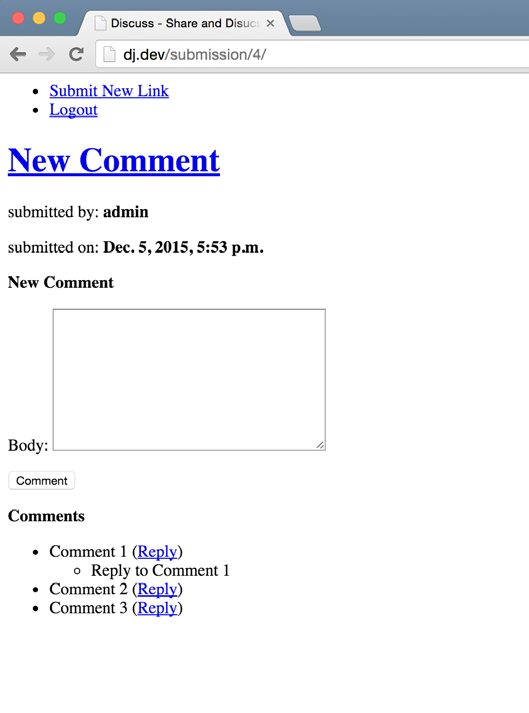 Discuss - Share and Disucs
dj.dev/submission/4/
Submit New Link
Logout
New Comment
submitted by: admin
submitted on: Dec. 5, 2015, 5:53 p.m.
New Comment
Body:
Comment
Comments
Comment 1 (Reply)
Reply to Comment 1
Comment 2 (Reply)
Comment 3 (Reply)